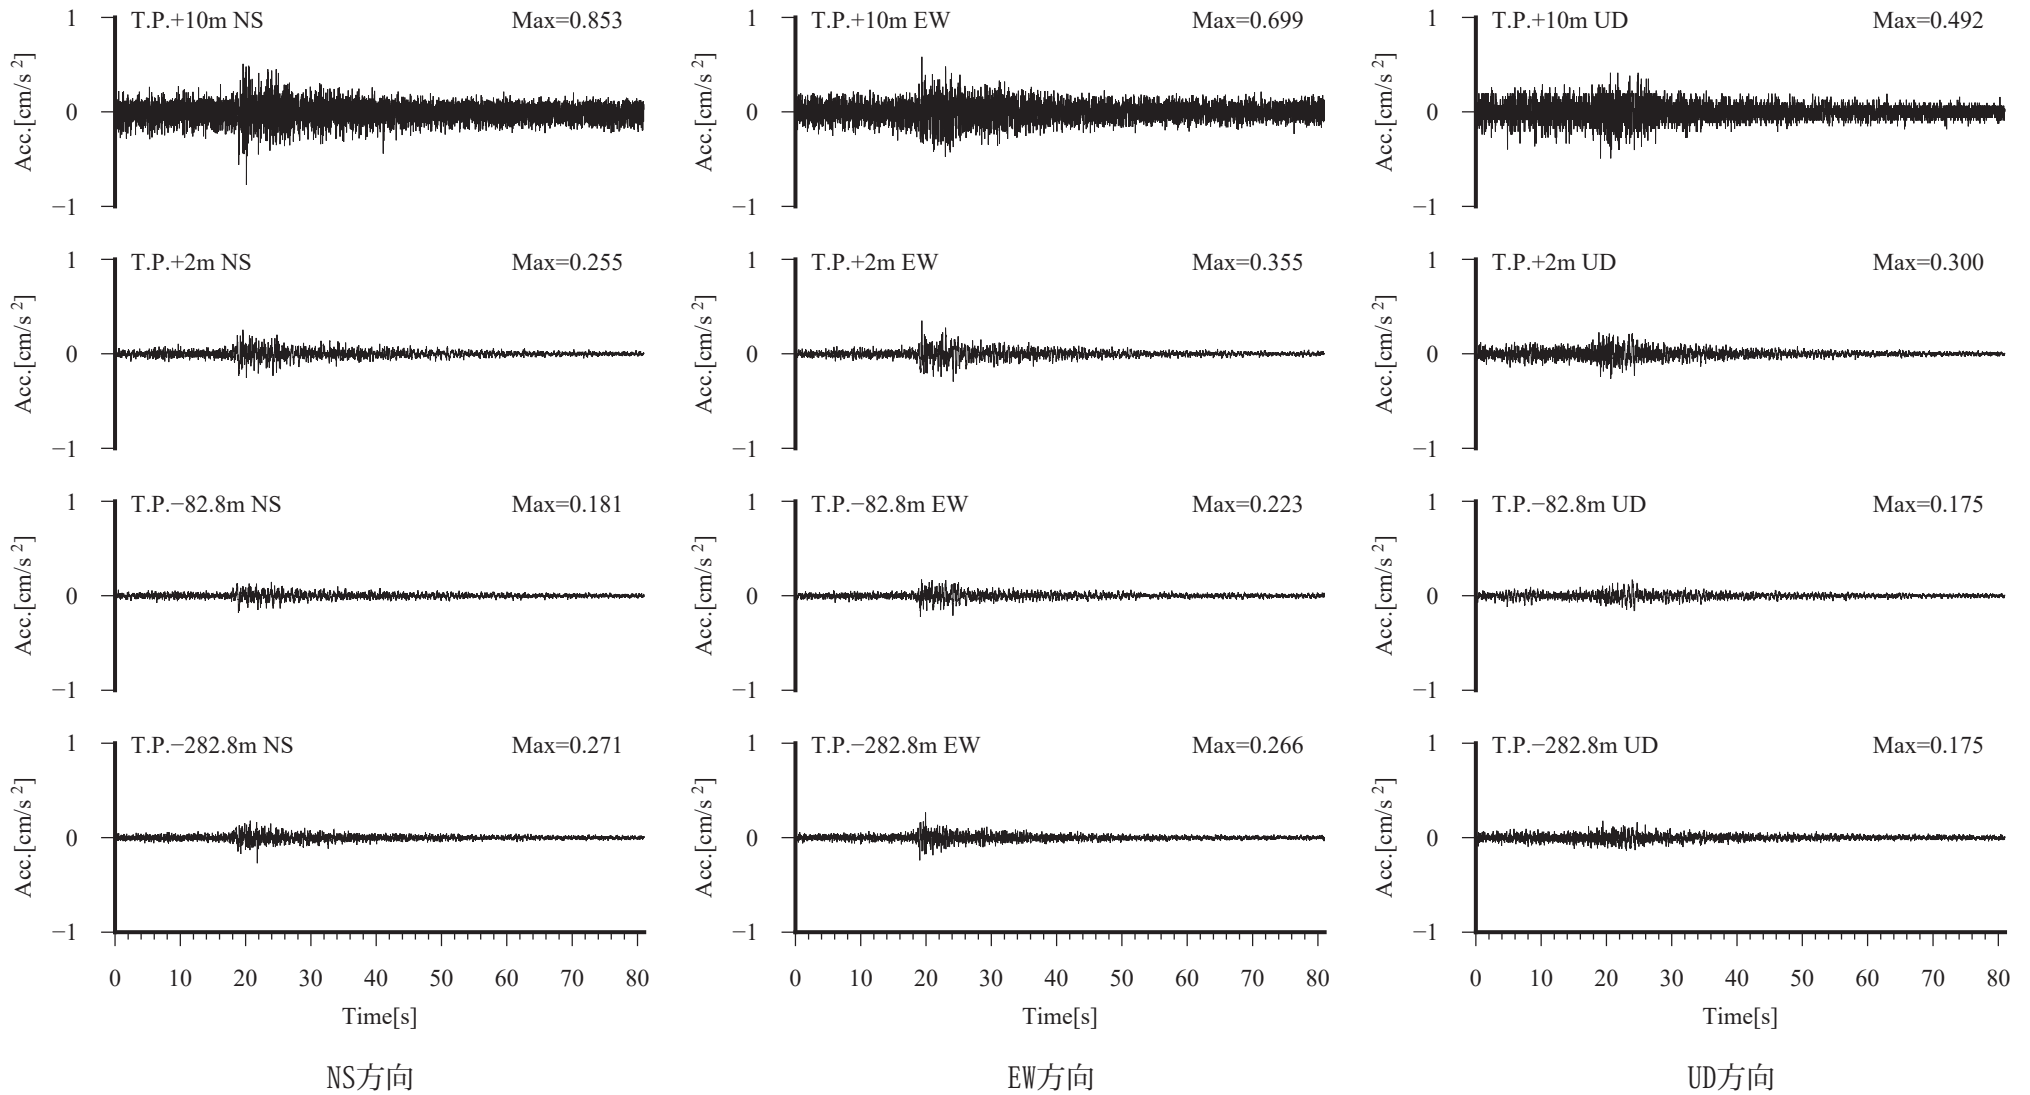 T.P.+10m NS Max=0.853
1
0
−1
Acc.[cm/s²]
T.P.+2m NS Max=0.255
1
0
−1
Acc.[cm/s²]
T.P.−82.8m NS Max=0.181
1
0
−1
Acc.[cm/s²]
T.P.−282.8m NS Max=0.271
1
0
−1
Acc.[cm/s²]
0 10 20 30 40 50 60 70 80
Time[s]
NS方向
T.P.+10m EW Max=0.699
1
0
−1
Acc.[cm/s²]
T.P.+2m EW Max=0.355
1
0
−1
Acc.[cm/s²]
T.P.−82.8m EW Max=0.223
1
0
−1
Acc.[cm/s²]
T.P.−282.8m EW Max=0.266
1
0
−1
Acc.[cm/s²]
0 10 20 30 40 50 60 70 80
Time[s]
EW方向
T.P.+10m UD Max=0.492
1
0
−1
Acc.[cm/s²]
T.P.+2m UD Max=0.300
1
0
−1
Acc.[cm/s²]
T.P.−82.8m UD Max=0.175
1
0
−1
Acc.[cm/s²]
T.P.−282.8m UD Max=0.175
1
0
−1
Acc.[cm/s²]
0 10 20 30 40 50 60 70 80
Time[s]
UD方向